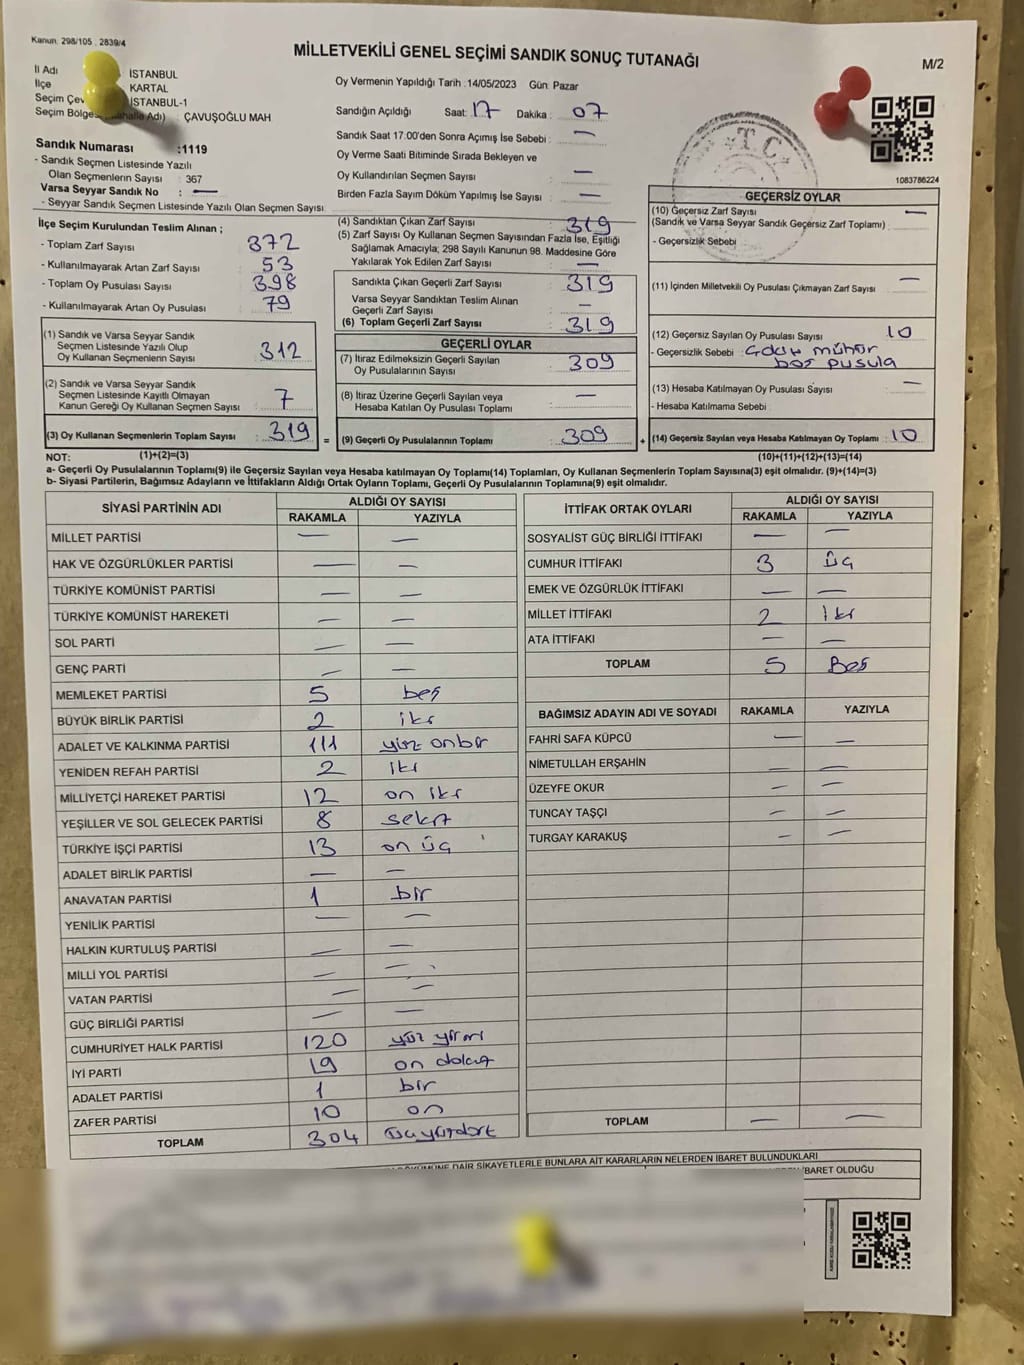 Kanun: 298/105 , 2839/4
MİLLETVEKİLİ GENEL SEÇİMİ SANDIK SONUÇ TUTANAĞI
M/2
İl Adı İSTANBUL
İlçe KARTAL
Seçim Çev İSTANBUL-1
Seçim Bölge Adı) ÇAVUŞOĞLU MAH
Sandık Numarası :1119
- Sandık Seçmen Listesinde Yazılı
Olan Seçmenlerin Sayısı : 367
Varsa Seyyar Sandık No : —
- Seyyar Sandık Seçmen Listesinde Yazılı Olan Seçmen Sayısı:
Oy Vermenin Yapıldığı Tarih :14/05/2023 Gün: Pazar
Sandığın Açıldığı Saat: 17 Dakika : 07
Sandık Saat 17:00'den Sonra Açımış İse Sebebi : —
Oy Verme Saati Bitiminde Sırada Bekleyen ve
Oy Kullandırılan Seçmen Sayısı : —
Birden Fazla Sayım Döküm Yapılmış İse Sayısı : —
T.C.
1083786224
İlçe Seçim Kurulundan Teslim Alınan ;
- Toplam Zarf Sayısı 372
- Kullanılmayarak Artan Zarf Sayısı : 53
- Toplam Oy Pusulası Sayısı : 398
- Kullanılmayarak Artan Oy Pusulası : 79
(1) Sandık ve Varsa Seyyar Sandık
Seçmen Listesinde Yazılı Olup
Oy Kullanan Seçmenlerin Sayısı : 312
(2) Sandık ve Varsa Seyyar Sandık
Seçmen Listesinde Kayıtlı Olmayan
Kanun Gereği Oy Kullanan Seçmen Sayısı : 7
(3) Oy Kullanan Seçmenlerin Toplam Sayısı : 319 =
(4) Sandıktan Çıkan Zarf Sayısı : 319
(5) Zarf Sayısı Oy Kullanan Seçmen Sayısından Fazla İse, Eşitliği
Sağlamak Amacıyla; 298 Sayılı Kanunun 98. Maddesine Göre
Yakılarak Yok Edilen Zarf Sayısı : —
Sandıkta Çıkan Geçerli Zarf Sayısı : 319
Varsa Seyyar Sandıktan Teslim Alınan
Geçerli Zarf Sayısı : —
(6) Toplam Geçerli Zarf Sayısı : 319
GEÇERLİ OYLAR
(7) İtiraz Edilmeksizin Geçerli Sayılan
Oy Pusulalarının Sayısı : 309
(8) İtiraz Üzerine Geçerli Sayılan veya
Hesaba Katılan Oy Pusulası Toplamı : —
(9) Geçerli Oy Pusulalarının Toplamı : 309 +
GEÇERSİZ OYLAR
(10) Geçersiz Zarf Sayısı : —
(Sandık ve Varsa Seyyar Sandık Geçersiz Zarf Toplamı)
- Geçersizlik Sebebi
(11) İçinden Milletvekili Oy Pusulası Çıkmayan Zarf Sayısı : —
(12) Geçersiz Sayılan Oy Pusulası Sayısı : 10
- Geçersizlik Sebebi : mühür
boş pusula
(13) Hesaba Katılmayan Oy Pusulası Sayısı : —
- Hesaba Katılmama Sebebi
(14) Geçersiz Sayılan veya Hesaba Katılmayan Oy Toplamı : 10
NOT: (1)+(2)=(3) (10)+(11)+(12)+(13)=(14)
a- Geçerli Oy Pusulalarının Toplamı(9) ile Geçersiz Sayılan veya Hesaba katılmayan Oy Toplamı(14) Toplamları, Oy Kullanan Seçmenlerin Toplam Sayısına(3) eşit olmalıdır. (9)+(14)=(3)
b- Siyasi Partilerin, Bağımsız Adayların ve İttifakların Aldığı Ortak Oyların Toplamı, Geçerli Oy Pusulalarının Toplamına(9) eşit olmalıdır.
SİYASİ PARTİNİN ADI ALDIĞI OY SAYISI
RAKAMLA YAZIYLA
MİLLET PARTİSİ — —
HAK VE ÖZGÜRLÜKLER PARTİSİ — —
TÜRKİYE KOMÜNİST PARTİSİ — —
TÜRKİYE KOMÜNİST HAREKETİ — —
SOL PARTİ — —
GENÇ PARTİ — —
MEMLEKET PARTİSİ 5 beş
BÜYÜK BİRLİK PARTİSİ 2 iki
ADALET VE KALKINMA PARTİSİ 111 yüz onbir
YENİDEN REFAH PARTİSİ 2 iki
MİLLİYETÇİ HAREKET PARTİSİ 12 on iki
YEŞİLLER VE SOL GELECEK PARTİSİ 8 sekiz
TÜRKİYE İŞÇİ PARTİSİ 13 on üç
ADALET BİRLİK PARTİSİ — —
ANAVATAN PARTİSİ 1 bir
YENİLİK PARTİSİ — —
HALKIN KURTULUŞ PARTİSİ — —
MİLLİ YOL PARTİSİ — —
VATAN PARTİSİ — —
GÜÇ BİRLİĞİ PARTİSİ — —
CUMHURİYET HALK PARTİSİ 120 yüz yirmi
İYİ PARTİ 19 on dokuz
ADALET PARTİSİ 1 bir
ZAFER PARTİSİ 10 on
TOPLAM 304 üçyüzdört
İTTİFAK ORTAK OYLARI ALDIĞI OY SAYISI
RAKAMLA YAZIYLA
SOSYALİST GÜÇ BİRLİĞİ İTTİFAKI — —
CUMHUR İTTİFAKI 3 üç
EMEK VE ÖZGÜRLÜK İTTİFAKI — —
MİLLET İTTİFAKI 2 iki
ATA İTTİFAKI — —
TOPLAM 5 Beş
BAĞIMSIZ ADAYIN ADI VE SOYADI RAKAMLA YAZIYLA
FAHRİ SAFA KÜPCÜ — —
NİMETULLAH ERŞAHİN — —
ÜZEYFE OKUR — —
TUNCAY TAŞÇI — —
TURGAY KARAKUŞ — —
TOPLAM — —
DAİR ŞİKAYETLERLE BUNLARA AİT KARARLARIN NELERDEN İBARET BULUNDUKLARI
İBARET OLDUĞU